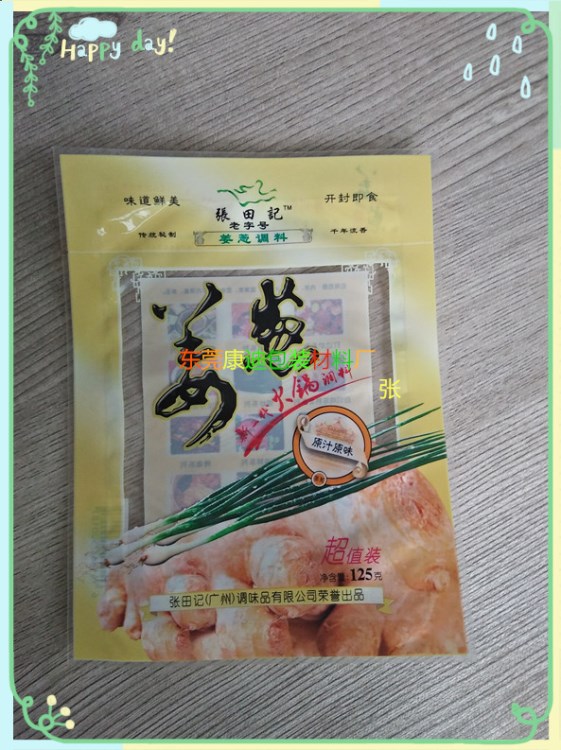 Happy day!
味道鲜美
開封即食
張田記™
老字号
传统秘制
千年流香
姜葱调料
姜葱
东莞康迪包装材料厂
张
火锅调料
原汁原味
超值装
净含量:125克
张田记(广州)调味品有限公司荣誉出品